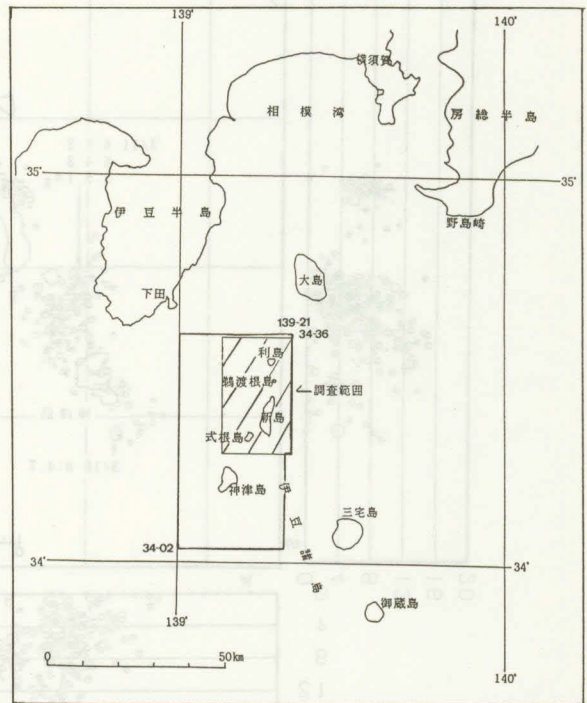 139°
140°
横須賀
相模湾
房総半島
35°
35°
伊豆半島
野島崎
大島
下田
139-21
34-36
利島
鵜渡根島
調査範囲
新島
式根島
神津島
伊豆諸島
三宅島
34-02
34°
34°
御蔵島
139°
0 50km
140°